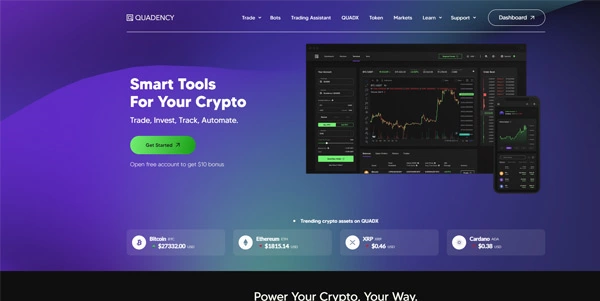 QUADENCY
Trade Bots Trading Assistant QUADX Token Markets Learn Support Dashboard
Smart Tools
For Your Crypto
Trade, Invest, Track, Automate.
Get Started
Open free account to get $10 bonus
Trending crypto assets on QUADX
Bitcoin BTC
$27332.00 USD
Ethereum ETH
$1815.14 USD
XRP XRP
$0.46 USD
Cardano ADA
$0.38 USD
Power Your Crypto. Your Way.